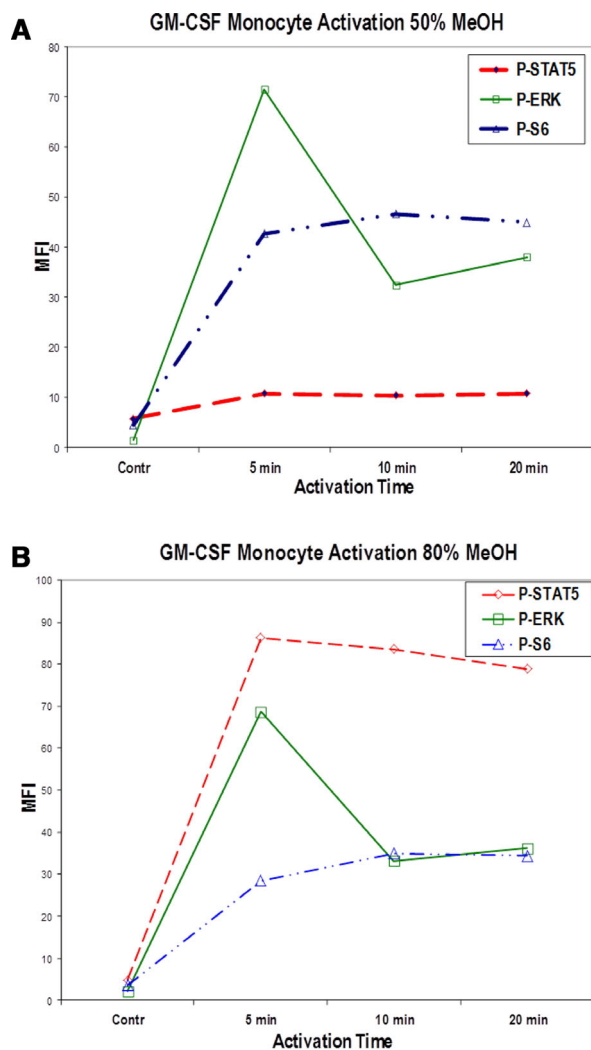 A
GM-CSF Monocyte Activation 50% MeOH
P-STAT5
P-ERK
P-S6
80
70
60
50
40
30
20
10
0
MFI
Contr 5 min 10 min 20 min
Activation Time
B
GM-CSF Monocyte Activation 80% MeOH
P-STAT5
P-ERK
P-S6
100
90
80
70
60
50
40
30
20
10
0
MFI
Contr 5 min 10 min 20 min
Activation Time